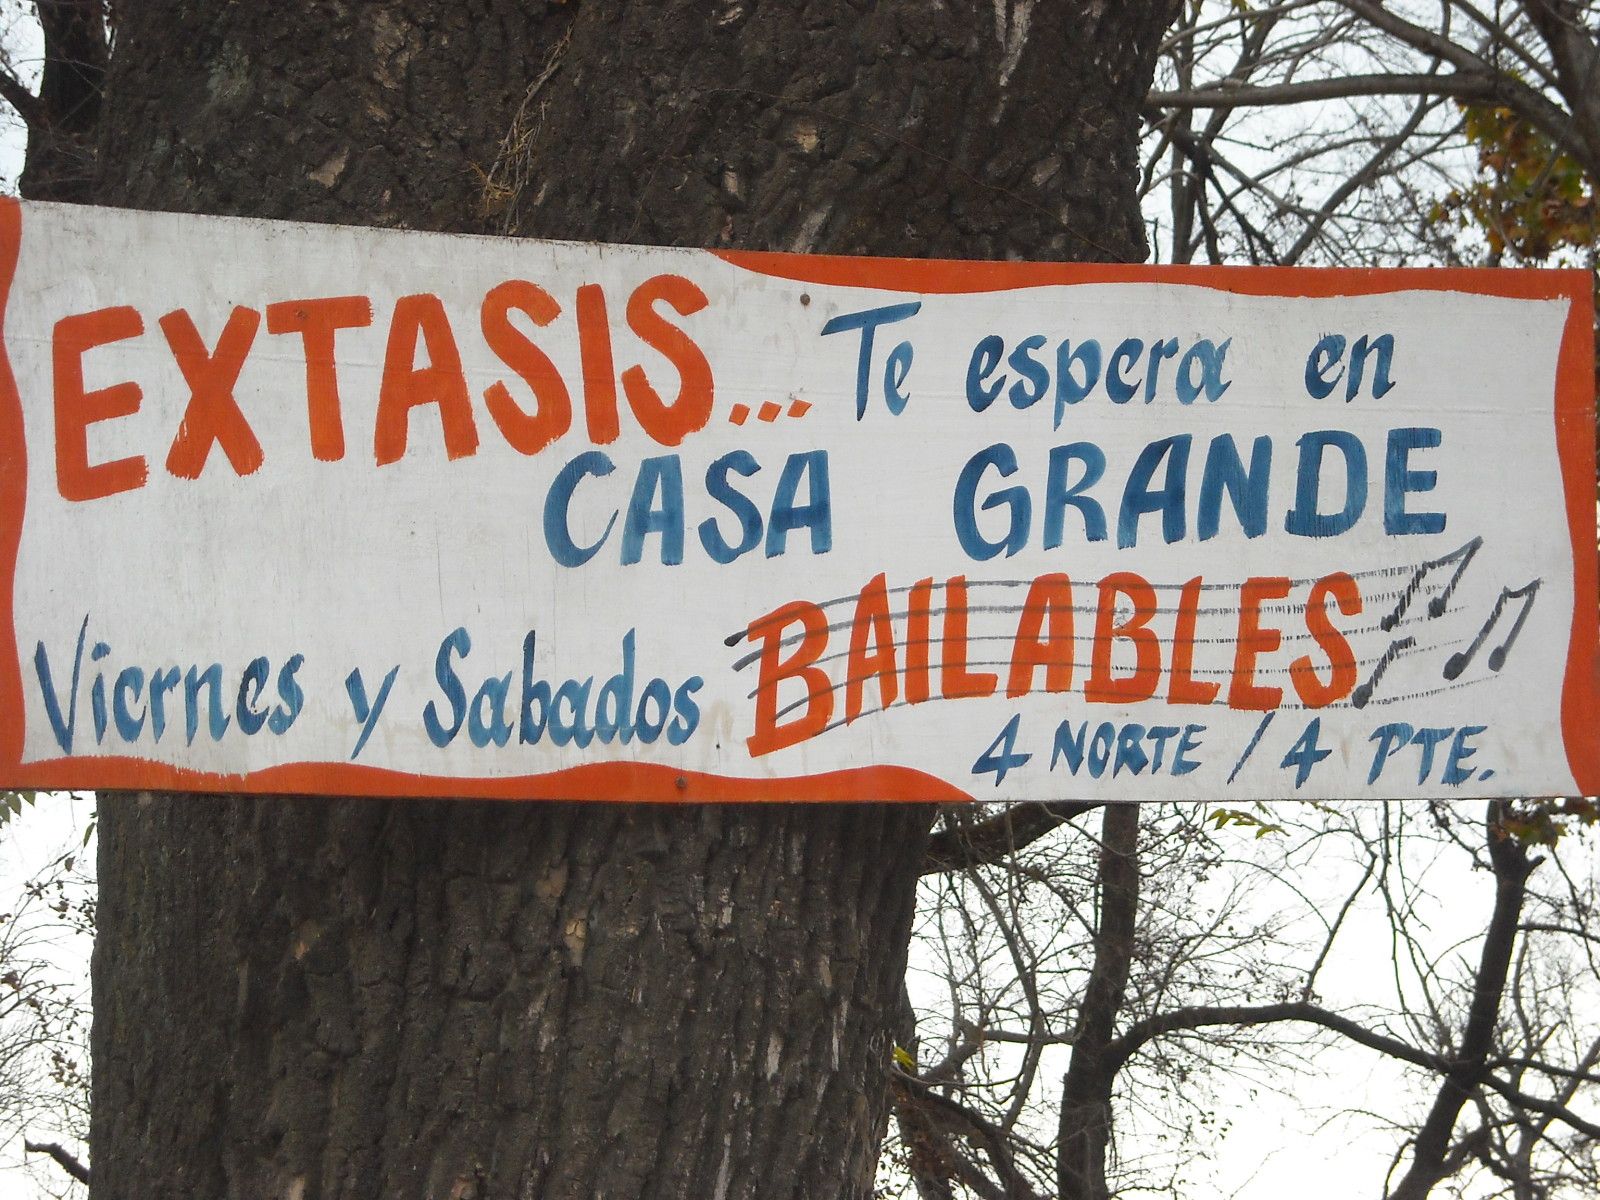 EXTASIS... Te espera en
CASA GRANDE
Viernes y Sabados BAILABLES
4 NORTE / 4 PTE.